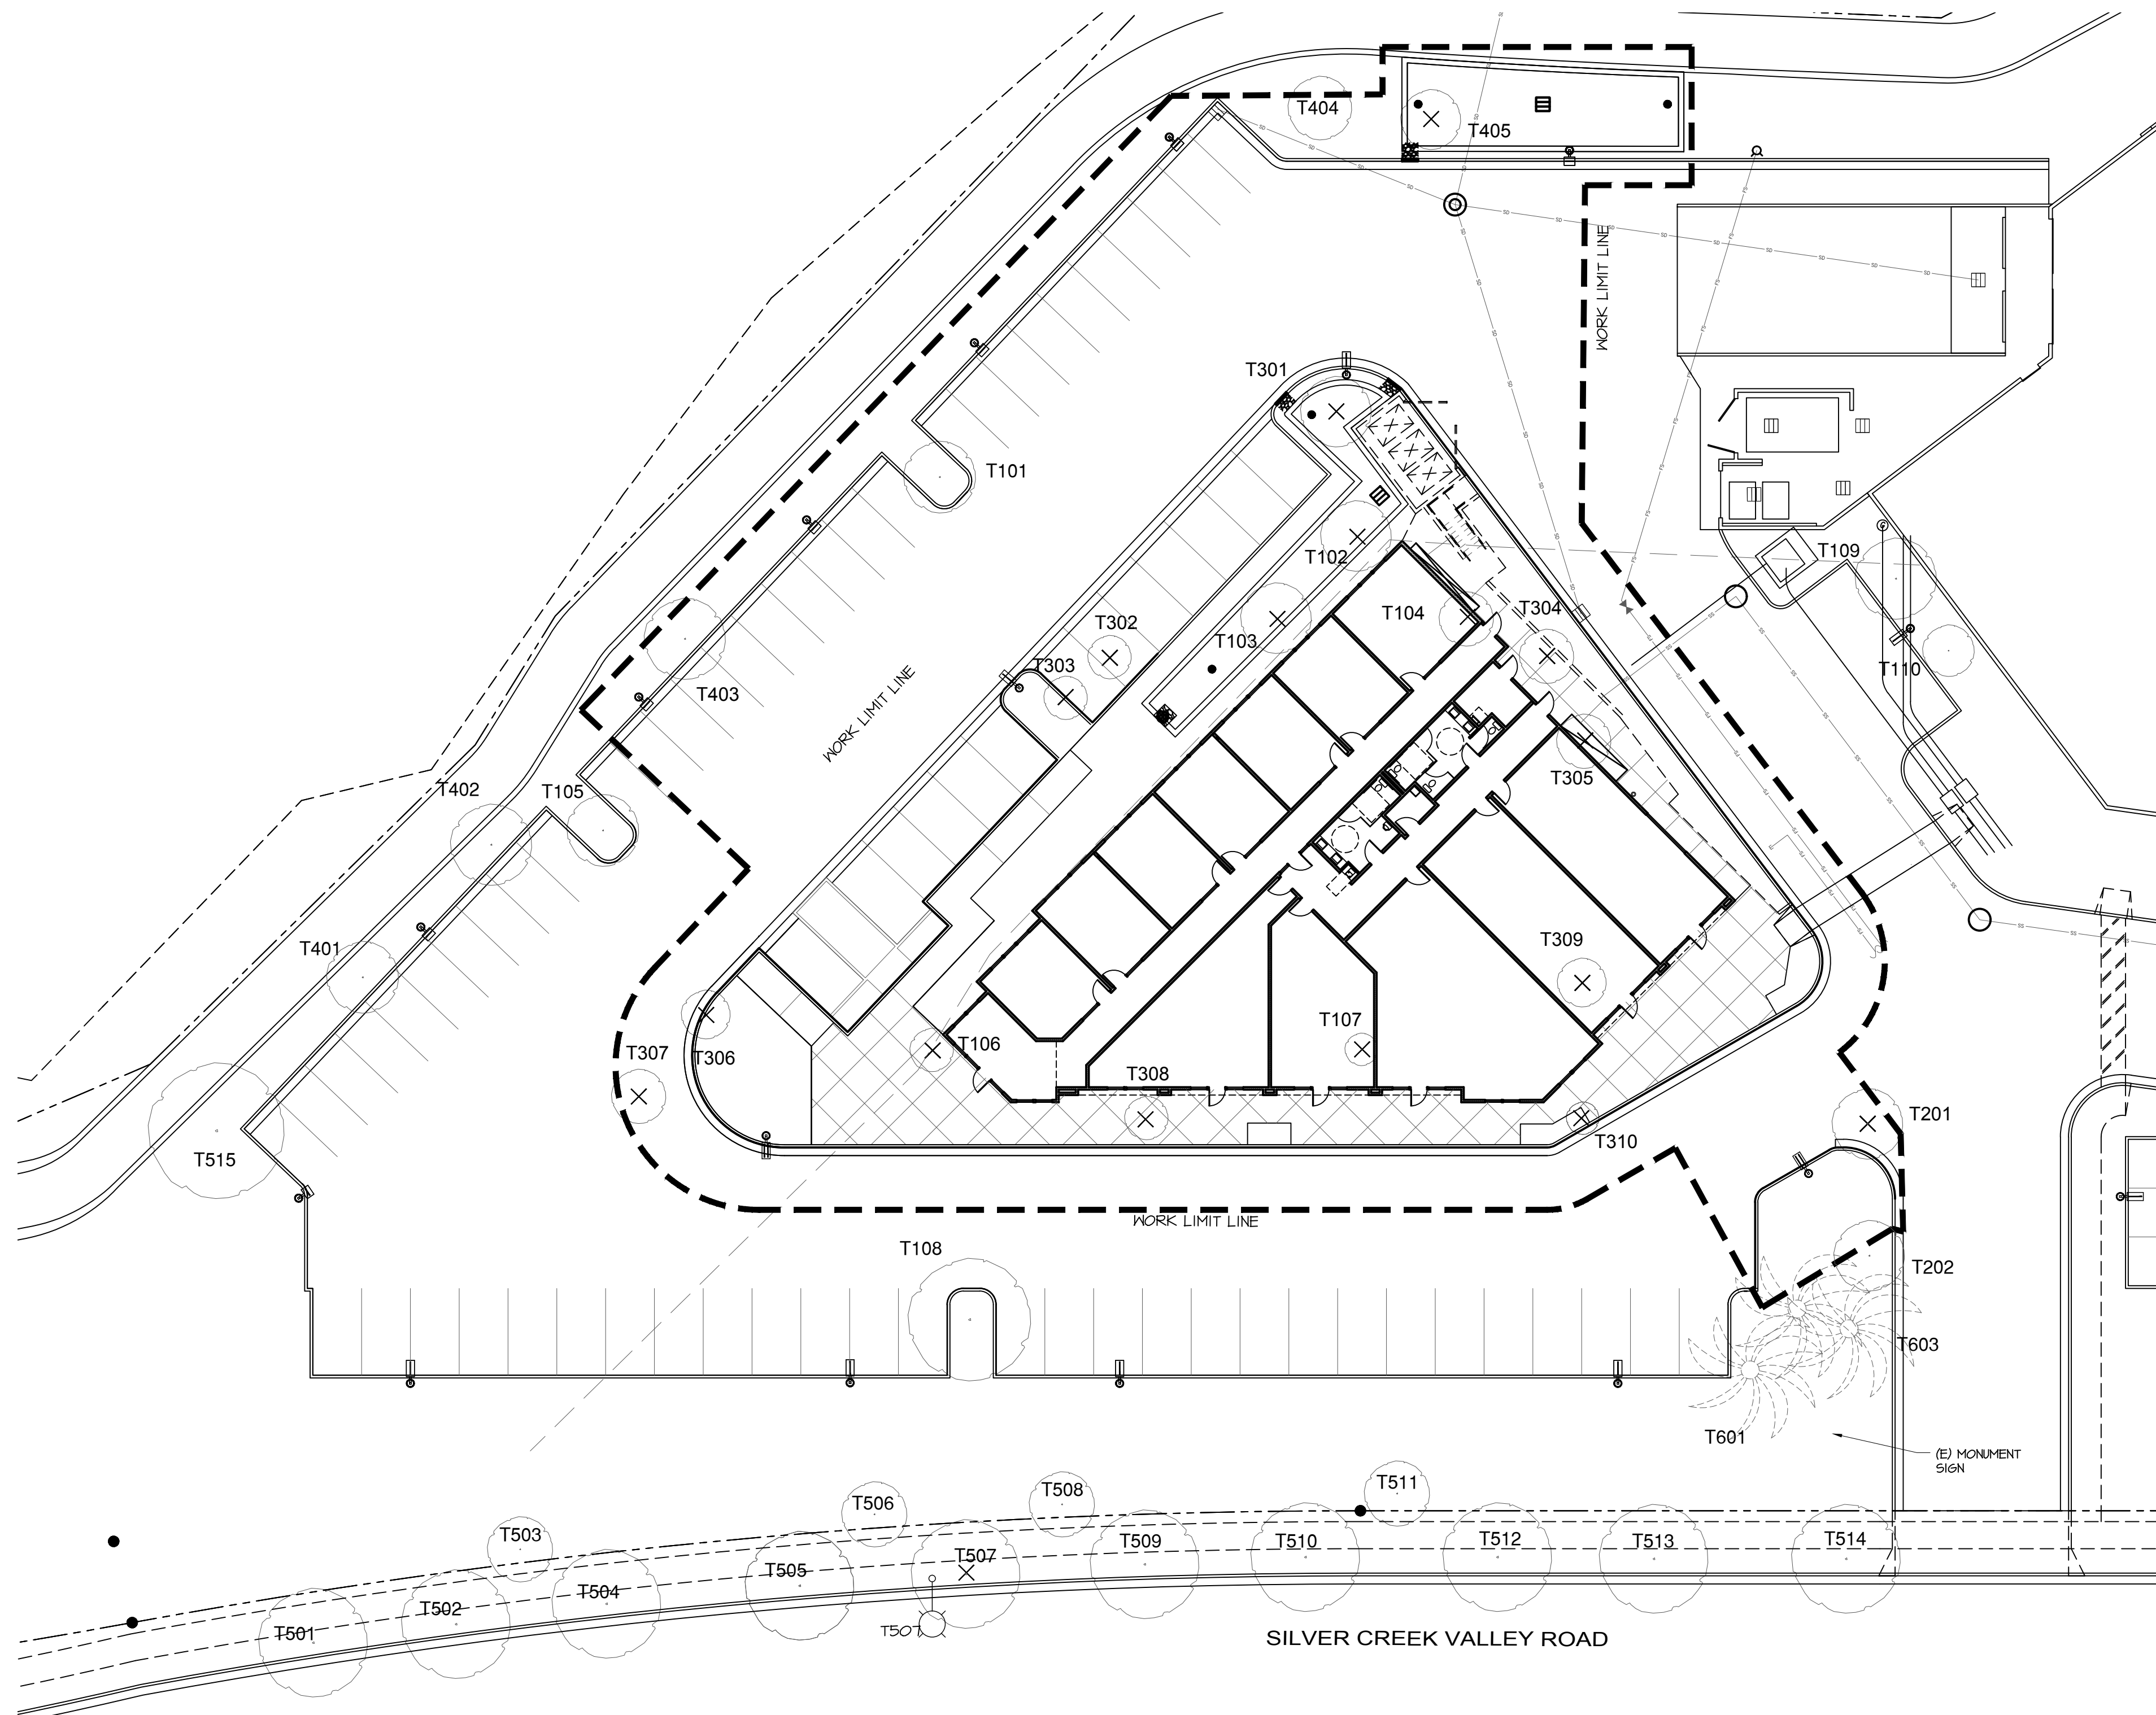 T404
T405
WORK LIMIT LINE
T301
T101
T102
T109
T302
T103
T104
T304
T303
T110
T403
WORK LIMIT LINE
T305
T402
T105
T401
T309
T107
T106
T307
T306
T308
T201
T310
T515
WORK LIMIT LINE
T108
T202
T603
T601
(E) MONUMENT
SIGN
T511
T508
T506
T503
T509
T510
T512
T513
T514
T507
T505
T504
T502
T501
T507
SILVER CREEK VALLEY ROAD